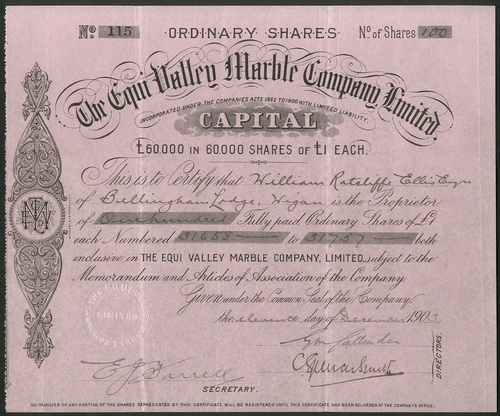 No 115 ORDINARY SHARES No of Shares 100
The Equi Valley Marble Company, Limited.
INCORPORATED UNDER THE COMPANIES ACTS 1862 TO 1900 WITH LIMITED LIABILITY.
CAPITAL
£60,000 IN 60,000 SHARES OF £1 EACH.
This is to Certify that William Ratcliffe Ellis Esqre
of Bellingham Lodge, Wigan is the Proprietor
of One hundred Fully paid Ordinary Shares of £1
each Numbered 31658 to 31757 both
inclusive in THE EQUI VALLEY MARBLE COMPANY, LIMITED, subject to the
Memorandum and Articles of Association of the Company.
Given under the Common Seal of the Company,
the eleventh day of December 1903
DIRECTORS.
SECRETARY.
NO TRANSFER OF ANY PORTION OF THE SHARES REPRESENTED BY THIS CERTIFICATE WILL BE REGISTERED UNTIL THIS CERTIFICATE HAS BEEN DELIVERED AT THE COMPANY'S OFFICE.